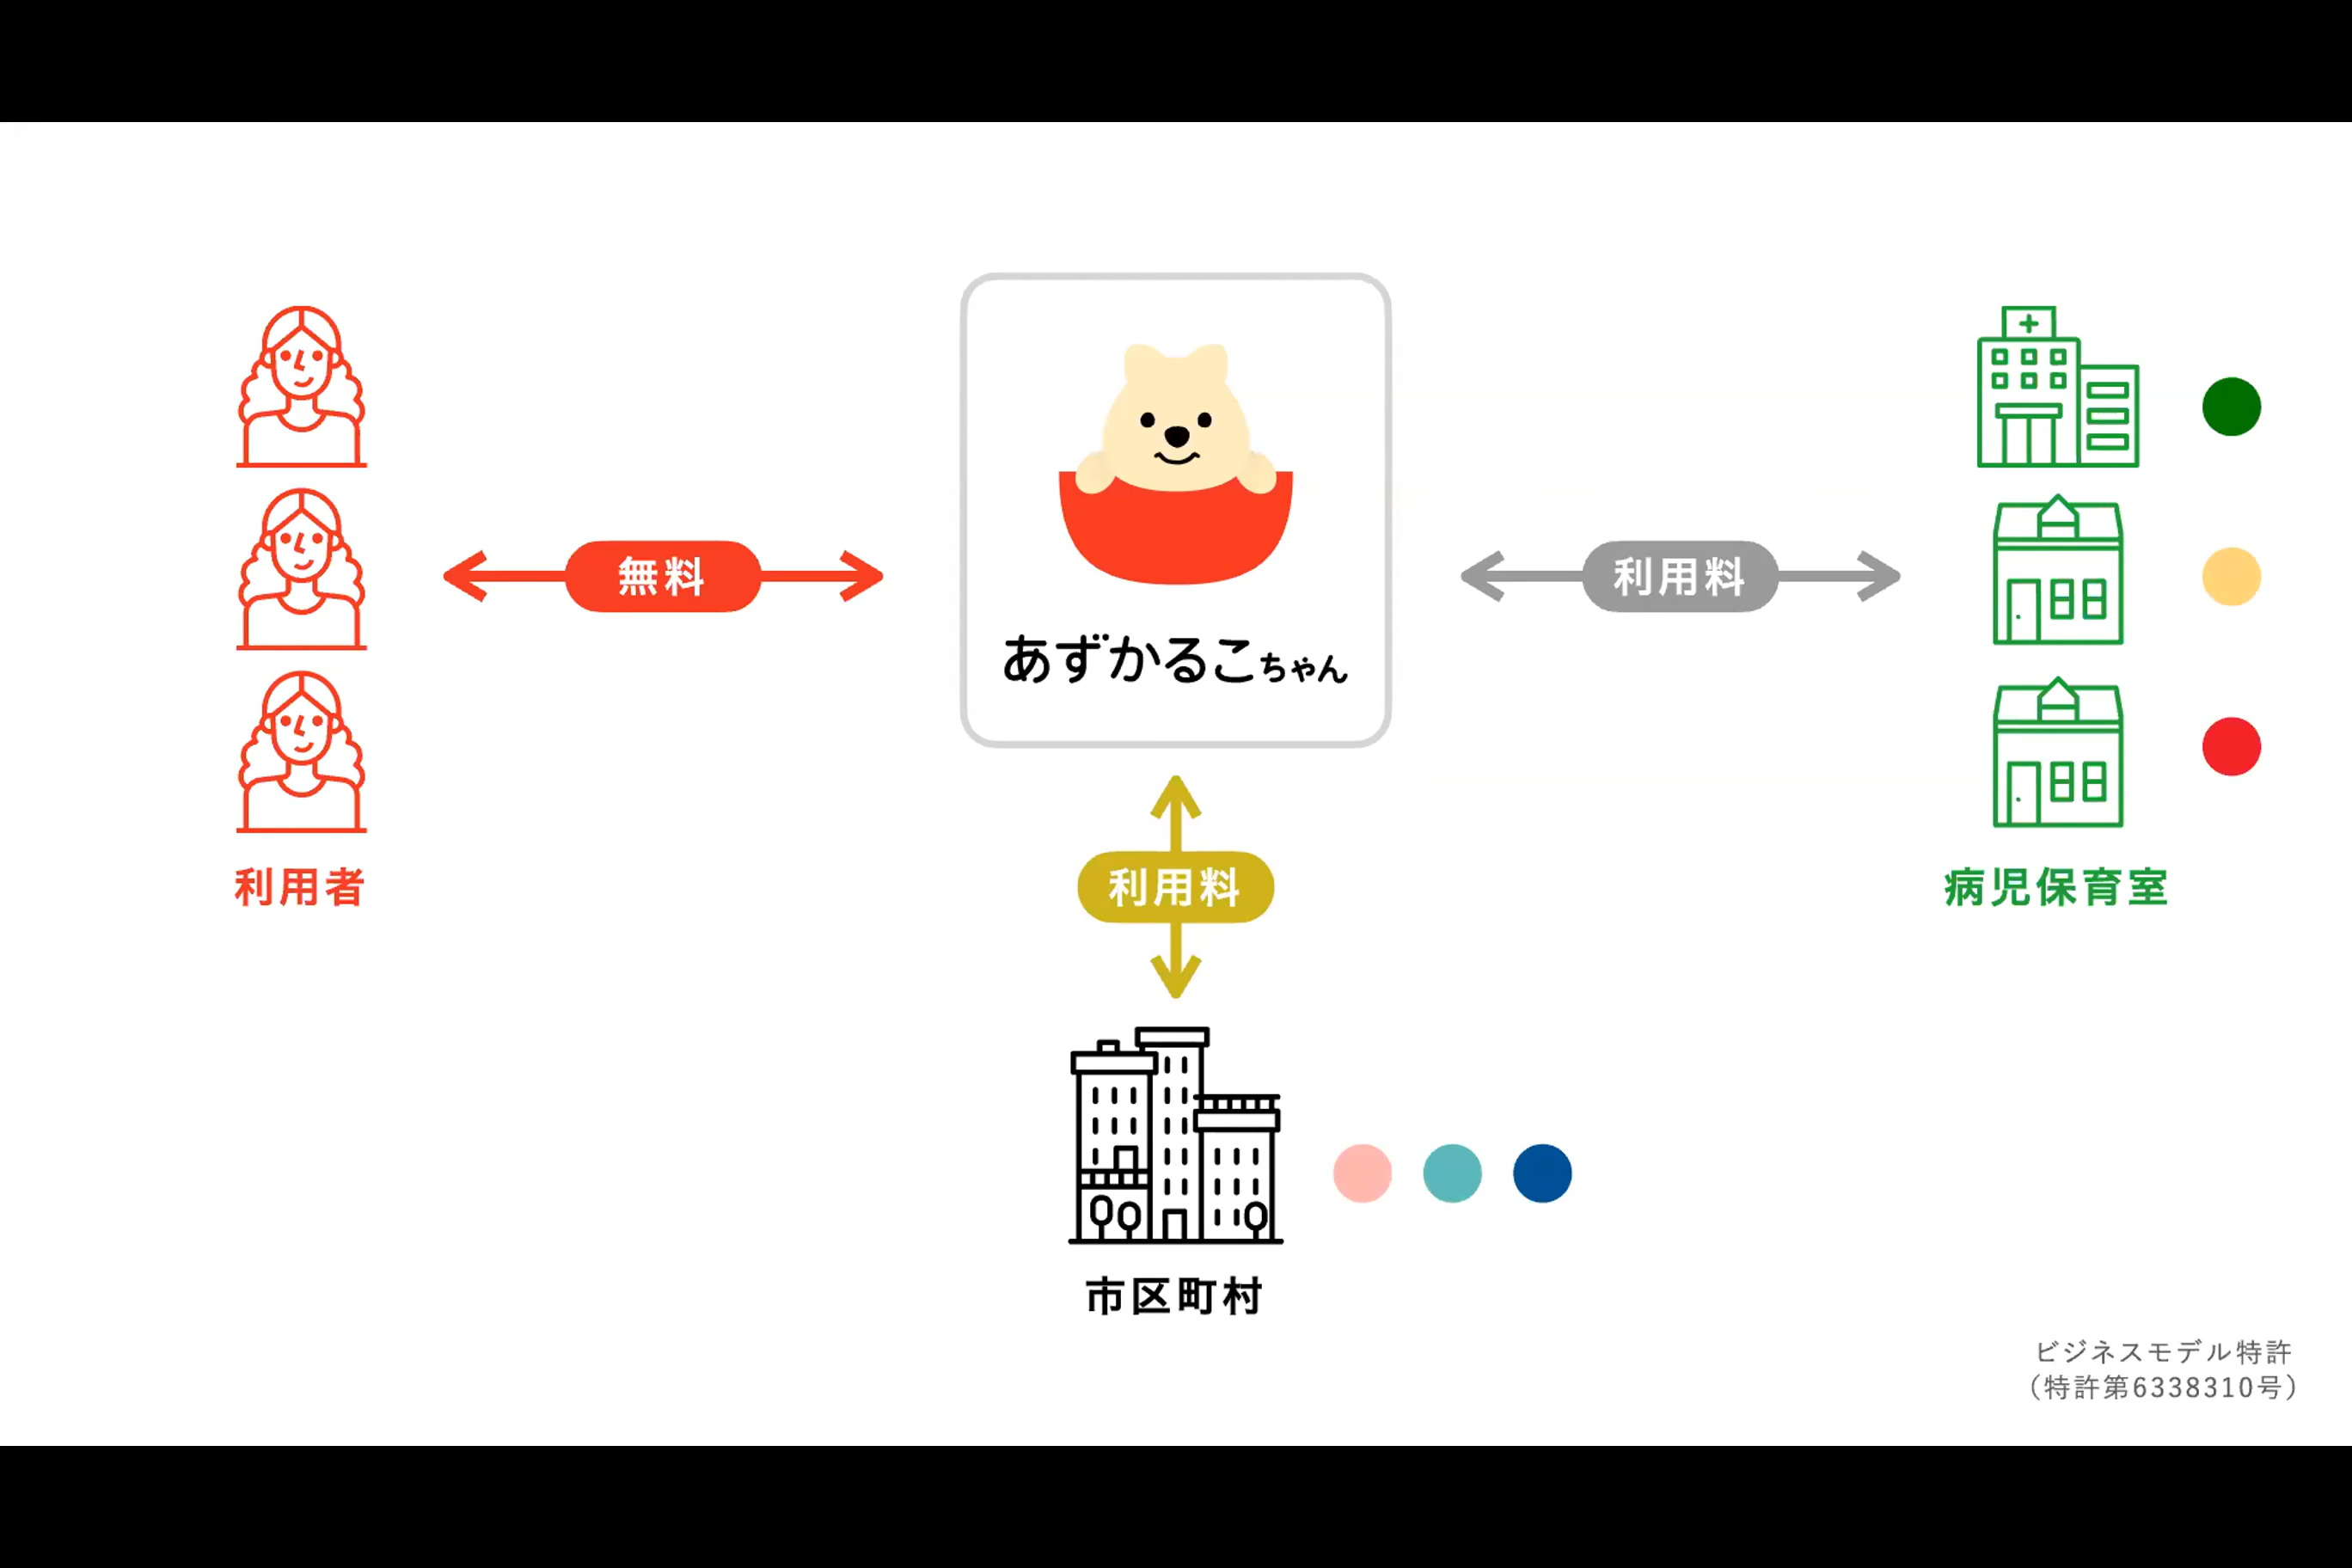 無料
あずかるこちゃん
利用料
利用者
利用料
病児保育室
市区町村
ビジネスモデル特許
（特許第6338310号）